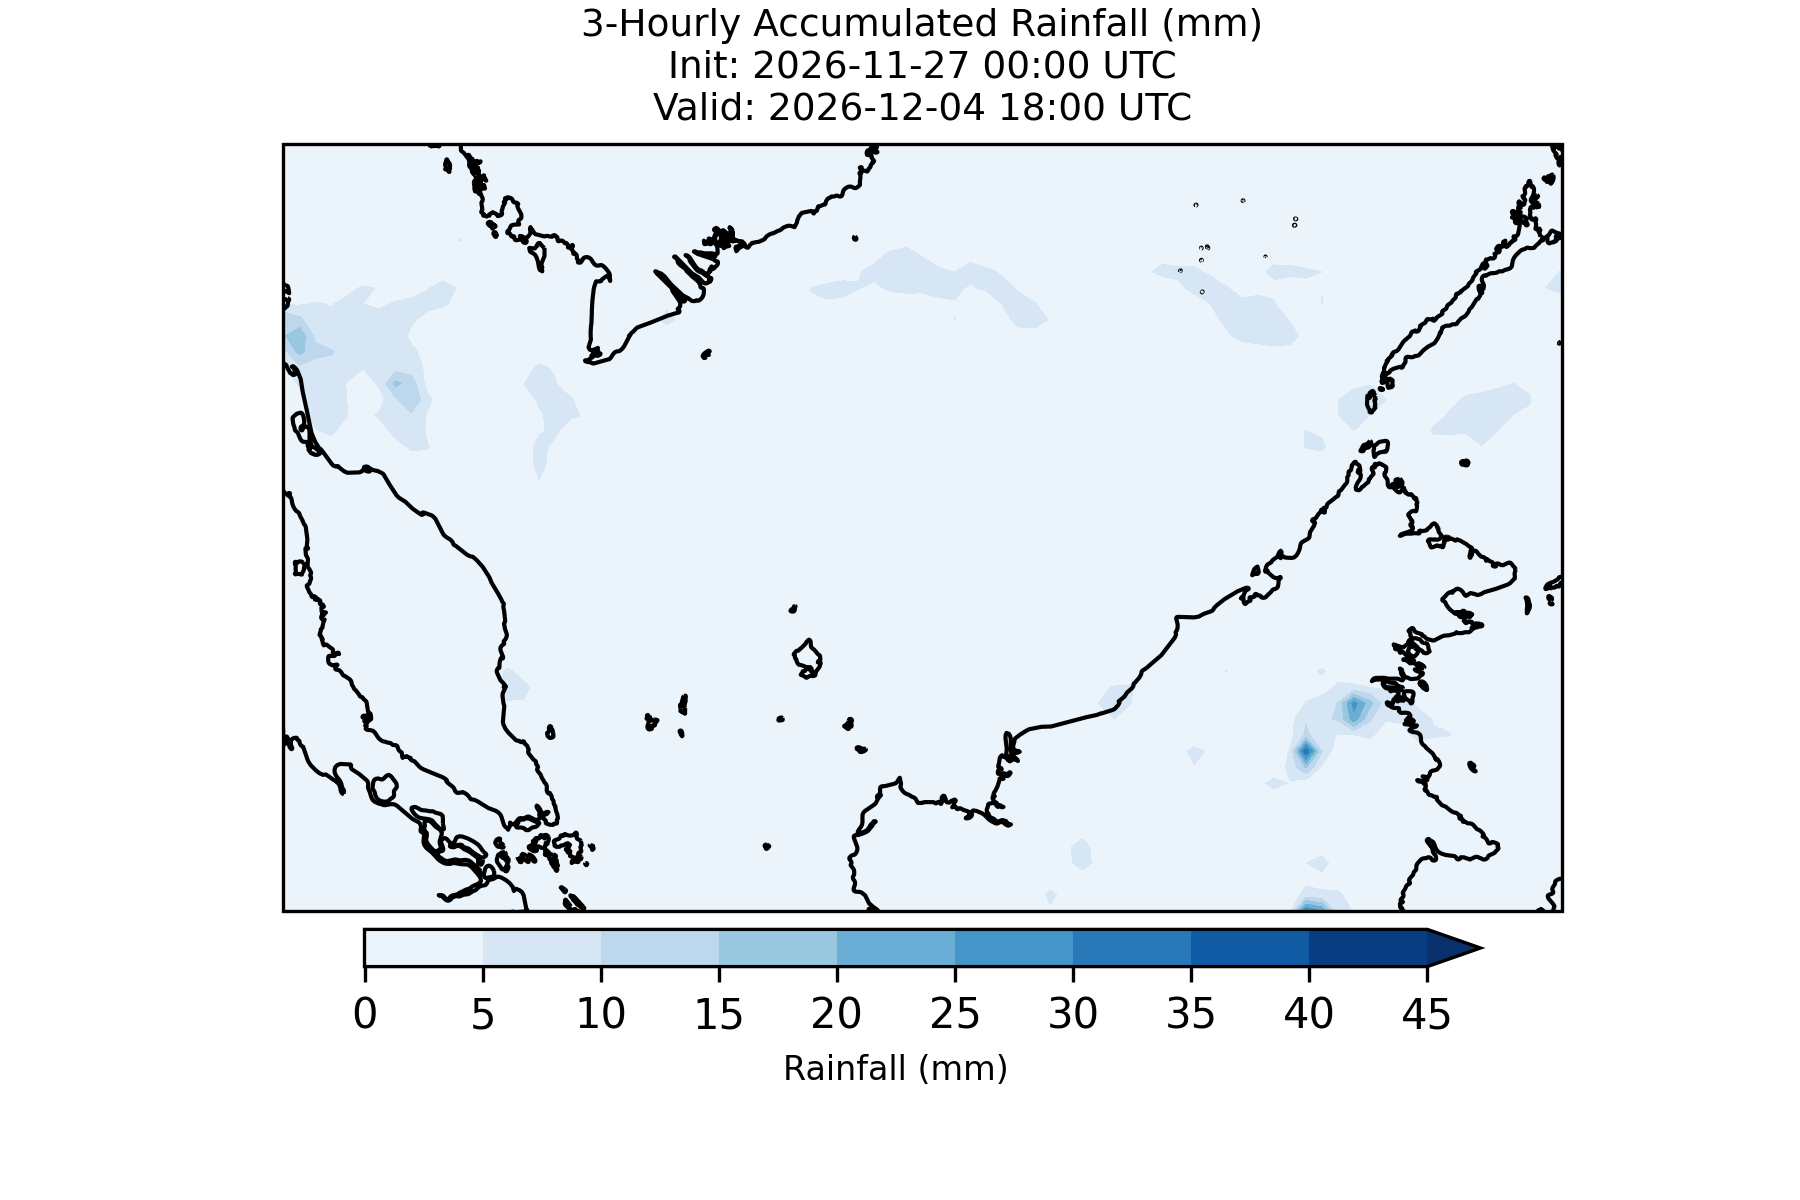 3-Hourly Accumulated Rainfall (mm)
Init: 2026-11-27 00:00 UTC
Valid: 2026-12-04 18:00 UTC
0 5 10 15 20 25 30 35 40 45
Rainfall (mm)